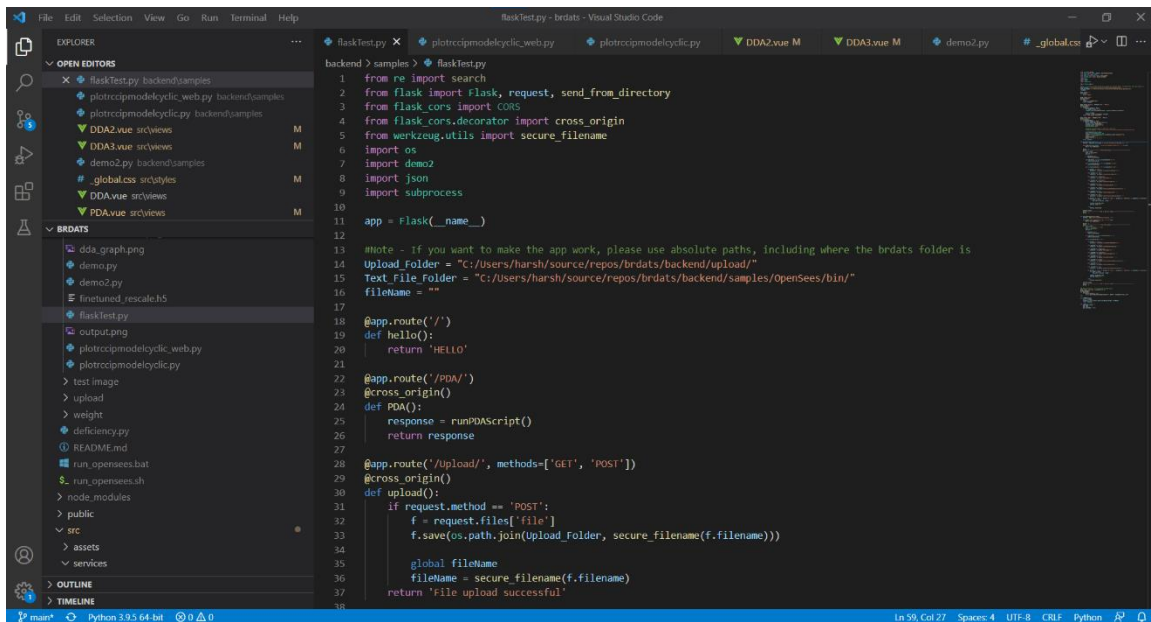 File Edit Selection View Go Run Terminal Help
flaskTest.py - brdats - Visual Studio Code
EXPLORER
OPEN EDITORS
flaskTest.py backend\samples
plotrccipmodelcyclic_web.py backend\samples
plotrccipmodelcyclic.py backend\samples
DDA2.vue src\views M
DDA3.vue src\views M
demo2.py backend\samples
# _global.css src\styles M
DDA.vue src\views
PDA.vue src\views M
BRDATS
dda_graph.png
demo.py
demo2.py
finetuned_rescale.h5
flaskTest.py
output.png
plotrccipmodelcyclic_web.py
plotrccipmodelcyclic.py
test image
upload
weight
deficiency.py
README.md
run_opensees.bat
run_opensees.sh
node_modules
public
src
assets
services
OUTLINE
TIMELINE
flaskTest.py plotrccipmodelcyclic_web.py plotrccipmodelcyclic.py DDA2.vue M DDA3.vue M demo2.py # _global.css
backend > samples > flaskTest.py
1 from re import search
2 from flask import Flask, request, send_from_directory
3 from flask_cors import CORS
4 from flask_cors.decorator import cross_origin
5 from werkzeug.utils import secure_filename
6 import os
7 import demo2
8 import json
9 import subprocess
10
11 app = Flask(__name__)
12
13 #Note - If you want to make the app work, please use absolute paths, including where the brdats folder is
14 Upload_Folder = "C:/Users/harsh/source/repos/brdats/backend/upload/"
15 Text_File_Folder = "C:/Users/harsh/source/repos/brdats/backend/samples/OpenSees/bin/"
16 fileName = ""
17
18 @app.route('/')
19 def hello():
20 return 'HELLO'
21
22 @app.route('/PDA/')
23 @cross_origin()
24 def PDA():
25 response = runPDAScript()
26 return response
27
28 @app.route('/Upload/', methods=['GET', 'POST'])
29 @cross_origin()
30 def upload():
31 if request.method == 'POST':
32 f = request.files['file']
33 f.save(os.path.join(Upload_Folder, secure_filename(f.filename)))
34
35 global fileName
36 fileName = secure_filename(f.filename)
37 return 'File upload successful'
38
main* Python 3.9.5 64-bit 0 0 Ln 59, Col 27 Spaces: 4 UTF-8 CRLF Python